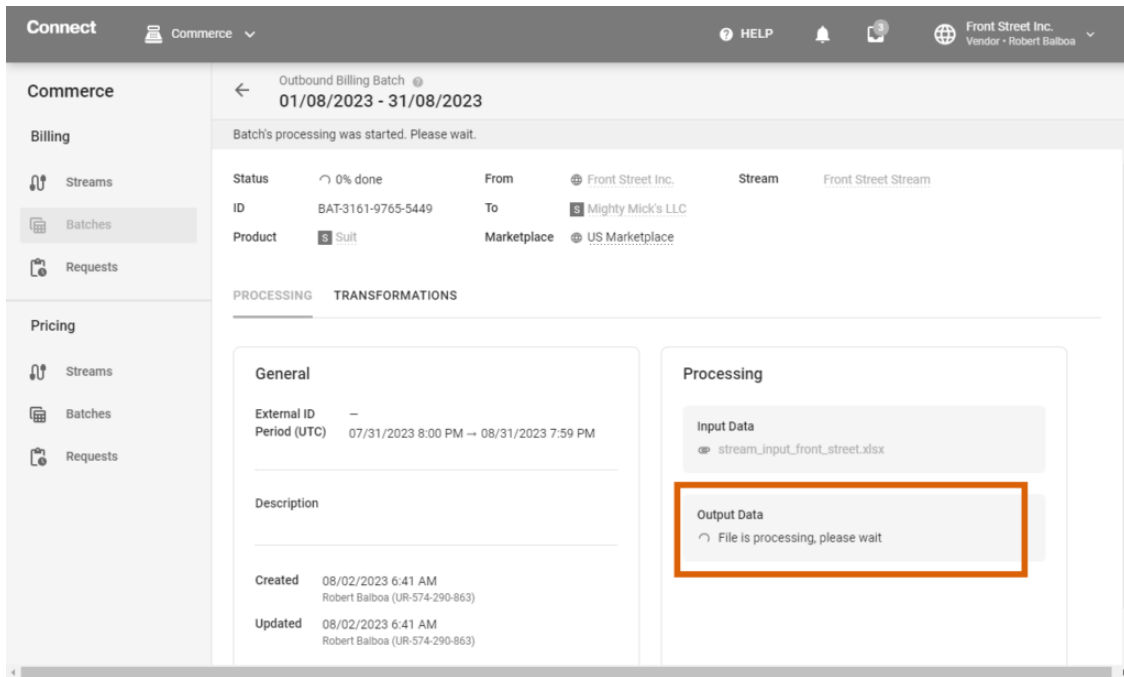 Connect
Commerce
HELP
3
Front Street Inc.
Vendor • Robert Balboa
Commerce
Billing
Streams
Batches
Requests
Pricing
Streams
Batches
Requests
Outbound Billing Batch
01/08/2023 - 31/08/2023
Batch's processing was started. Please wait.
Status 0% done From Front Street Inc. Stream Front Street Stream
ID BAT-3161-9765-5449 To S Mighty Mick's LLC
Product S Suit Marketplace US Marketplace
PROCESSING TRANSFORMATIONS
General
External ID —
Period (UTC) 07/31/2023 8:00 PM → 08/31/2023 7:59 PM
Description
Created 08/02/2023 6:41 AM
Robert Balboa (UR-574-290-863)
Updated 08/02/2023 6:41 AM
Robert Balboa (UR-574-290-863)
Processing
Input Data
stream_input_front_street.xlsx
Output Data
File is processing, please wait